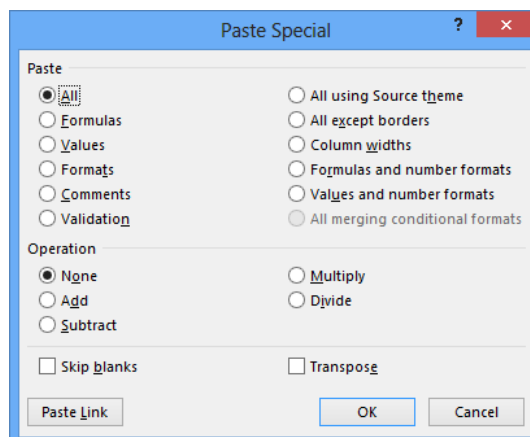 Paste Special
?
Paste
All
All using Source theme
Formulas
All except borders
Values
Column widths
Formats
Formulas and number formats
Comments
Values and number formats
Validation
All merging conditional formats
Operation
None
Multiply
Add
Divide
Subtract
Skip blanks
Transpose
Paste Link
OK
Cancel